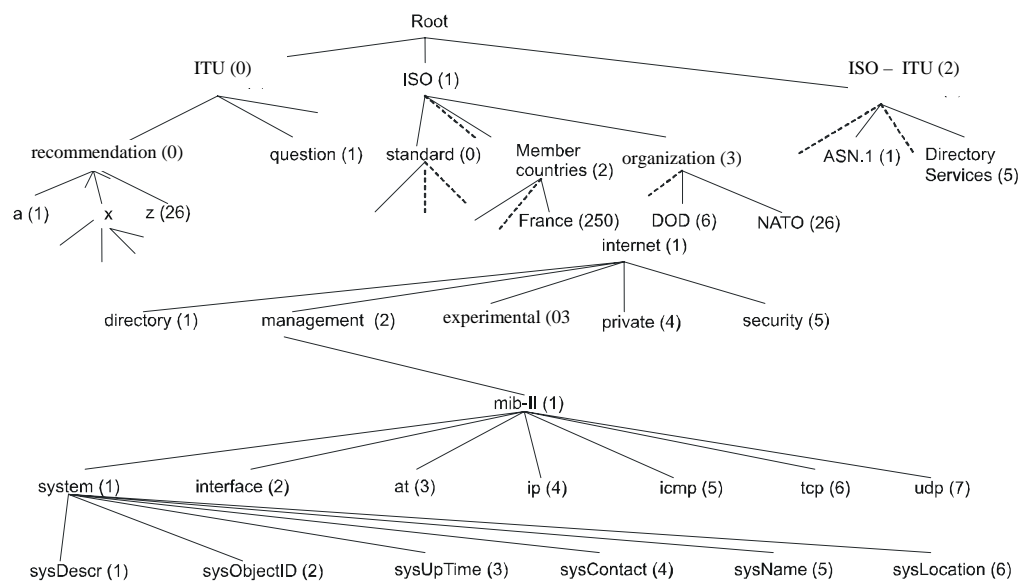 Root
ITU (0)
ISO (1)
ISO – ITU (2)
recommendation (0)
question (1)
standard (0)
Member
countries (2)
organization (3)
ASN.1 (1)
Directory
Services (5)
a (1)
x
z (26)
France (250)
DOD (6)
NATO (26)
internet (1)
directory (1)
management (2)
experimental (03
private (4)
security (5)
mib-II (1)
system (1)
interface (2)
at (3)
ip (4)
icmp (5)
tcp (6)
udp (7)
sysDescr (1)
sysObjectID (2)
sysUpTime (3)
sysContact (4)
sysName (5)
sysLocation (6)